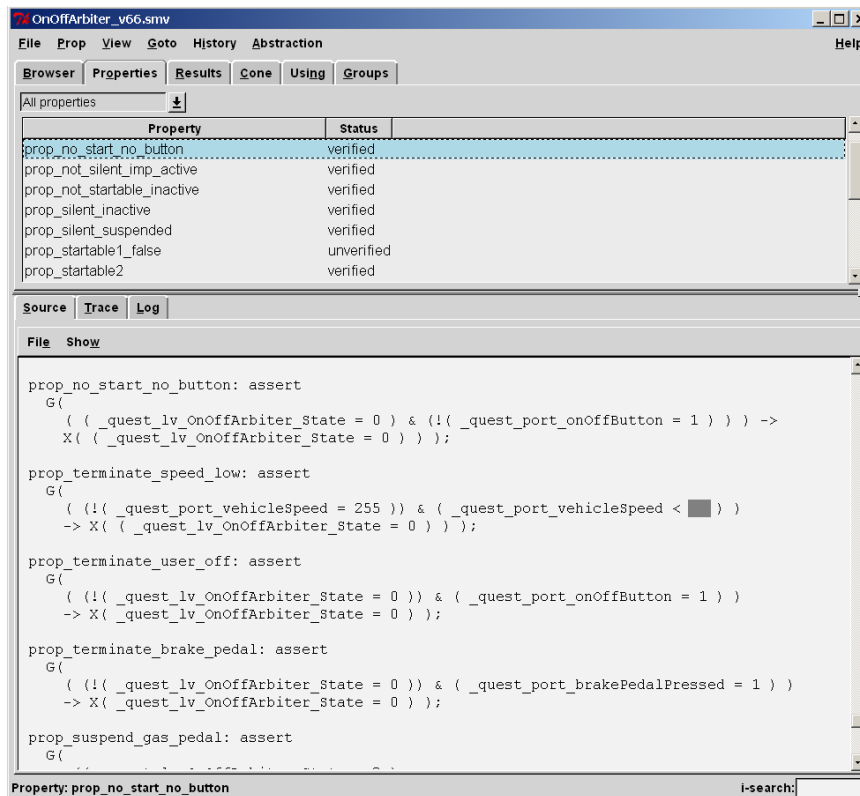 OnOffArbiter_v66.smv
File Prop View Goto History Abstraction Help
Browser Properties Results Cone Using Groups
All properties
Property Status
prop_no_start_no_button verified
prop_not_silent_imp_active verified
prop_not_startable_inactive verified
prop_silent_inactive verified
prop_silent_suspended verified
prop_startable1_false unverified
prop_startable2 verified
Source Trace Log
File Show
prop_no_start_no_button: assert
G(
( ( _quest_lv_OnOffArbiter_State = 0 ) & (!( _quest_port_onOffButton = 1 ) ) ) ->
X( ( _quest_lv_OnOffArbiter_State = 0 ) ) );
prop_terminate_speed_low: assert
G(
( (!( _quest_port_vehicleSpeed = 255 )) & ( _quest_port_vehicleSpeed < ) )
-> X( ( _quest_lv_OnOffArbiter_State = 0 ) ) );
prop_terminate_user_off: assert
G(
( (!( _quest_lv_OnOffArbiter_State = 0 )) & ( _quest_port_onOffButton = 1 ) )
-> X( _quest_lv_OnOffArbiter_State = 0 ) );
prop_terminate_brake_pedal: assert
G(
( (!( _quest_lv_OnOffArbiter_State = 0 )) & ( _quest_port_brakePedalPressed = 1 ) )
-> X( _quest_lv_OnOffArbiter_State = 0 ) );
prop_suspend_gas_pedal: assert
G(
Property: prop_no_start_no_button i-search: